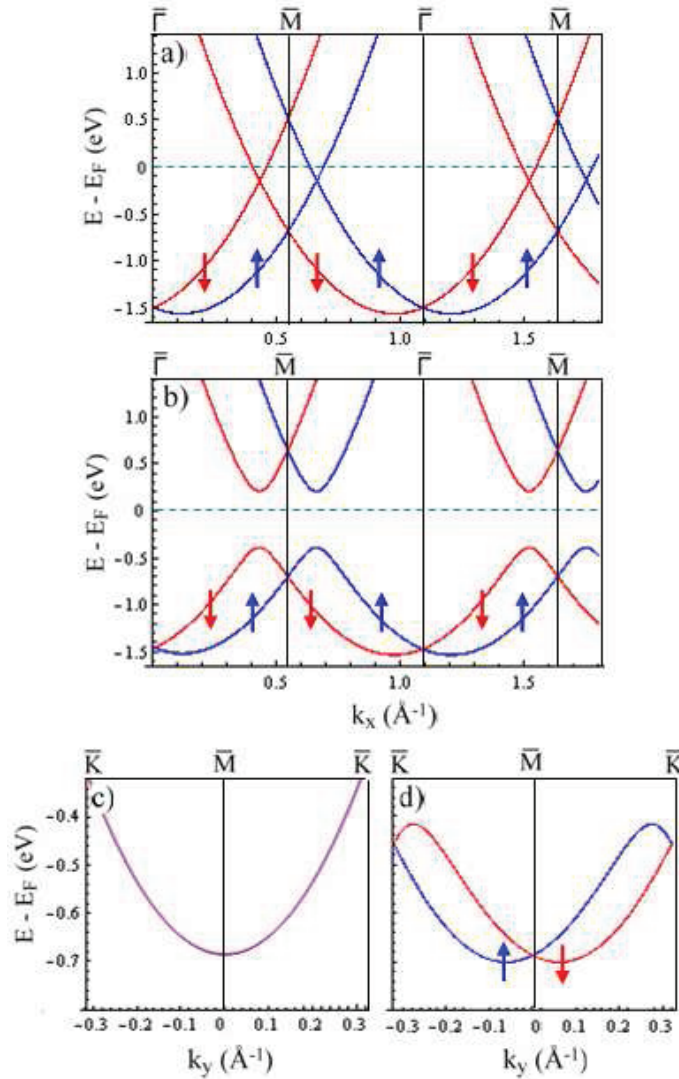 Γ̅ M̅ Γ̅ M̅
a)
E - E_F (eV)
1.0
0.5
0
-0.5
-1.0
-1.5
0.5 1.0 1.5
Γ̅ M̅ Γ̅ M̅
b)
E - E_F (eV)
1.0
0.5
0
-0.5
-1.0
-1.5
0.5 1.0 1.5
k_x (Å⁻¹)
K̅ M̅ K̅
c)
E - E_F (eV)
-0.4
-0.5
-0.6
-0.7
-0.3 -0.2 -0.1 0 0.1 0.2 0.3
k_y (Å⁻¹)
K̅ M̅ K̅
d)
-0.3 -0.2 -0.1 0 0.1 0.2 0.3
k_y (Å⁻¹)